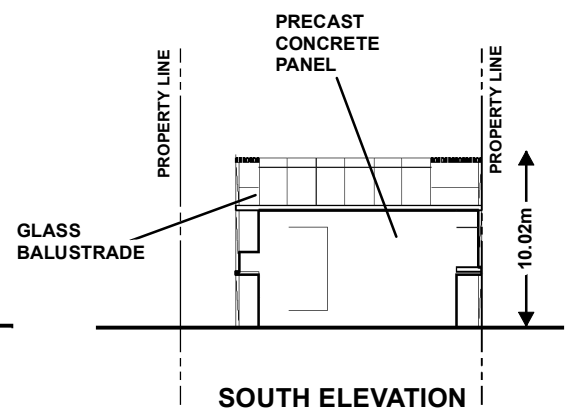 PRECAST
CONCRETE
PANEL
PROPERTY LINE
PROPERTY LINE
GLASS
BALUSTRADE
10.02m
SOUTH ELEVATION